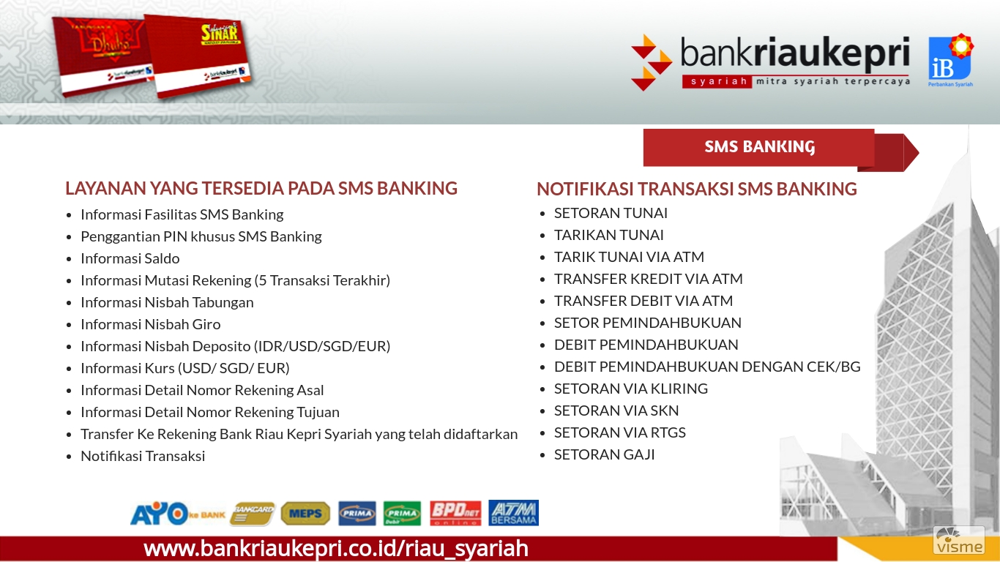 TABUNGAN
Dhuha
bankriaukepri
Tabungan
SINAR
bankriaukepri
bankriaukepri
syariah mitra syariah terpercaya
iB
Perbankan Syariah
SMS BANKING
LAYANAN YANG TERSEDIA PADA SMS BANKING
• Informasi Fasilitas SMS Banking
• Penggantian PIN khusus SMS Banking
• Informasi Saldo
• Informasi Mutasi Rekening (5 Transaksi Terakhir)
• Informasi Nisbah Tabungan
• Informasi Nisbah Giro
• Informasi Nisbah Deposito (IDR/USD/SGD/EUR)
• Informasi Kurs (USD/ SGD/ EUR)
• Informasi Detail Nomor Rekening Asal
• Informasi Detail Nomor Rekening Tujuan
• Transfer Ke Rekening Bank Riau Kepri Syariah yang telah didaftarkan
• Notifikasi Transaksi
NOTIFIKASI TRANSAKSI SMS BANKING
• SETORAN TUNAI
• TARIKAN TUNAI
• TARIK TUNAI VIA ATM
• TRANSFER KREDIT VIA ATM
• TRANSFER DEBIT VIA ATM
• SETOR PEMINDAHBUKUAN
• DEBIT PEMINDAHBUKUAN
• DEBIT PEMINDAHBUKUAN DENGAN CEK/BG
• SETORAN VIA KLIRING
• SETORAN VIA SKN
• SETORAN VIA RTGS
• SETORAN GAJI
AYO ke BANK
BANKCARD
MEPS
PRIMA
PRIMA
Debit
BPD net
online
ATM
BERSAMA
www.bankriaukepri.co.id/riau_syariah
visme